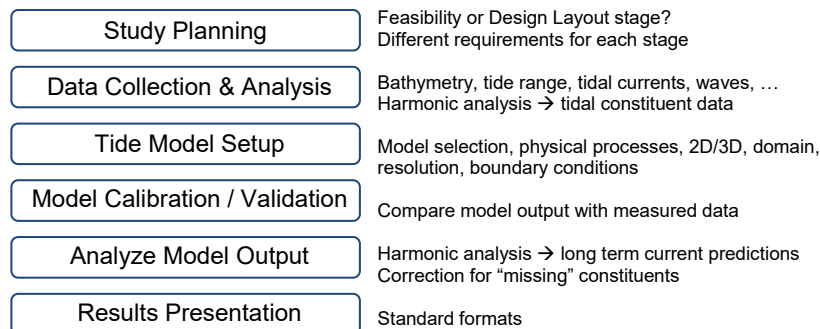 Study Planning
Feasibility or Design Layout stage?
Different requirements for each stage
Data Collection & Analysis
Bathymetry, tide range, tidal currents, waves, …
Harmonic analysis → tidal constituent data
Tide Model Setup
Model selection, physical processes, 2D/3D, domain,
resolution, boundary conditions
Model Calibration / Validation
Compare model output with measured data
Analyze Model Output
Harmonic analysis → long term current predictions
Correction for “missing” constituents
Results Presentation
Standard formats